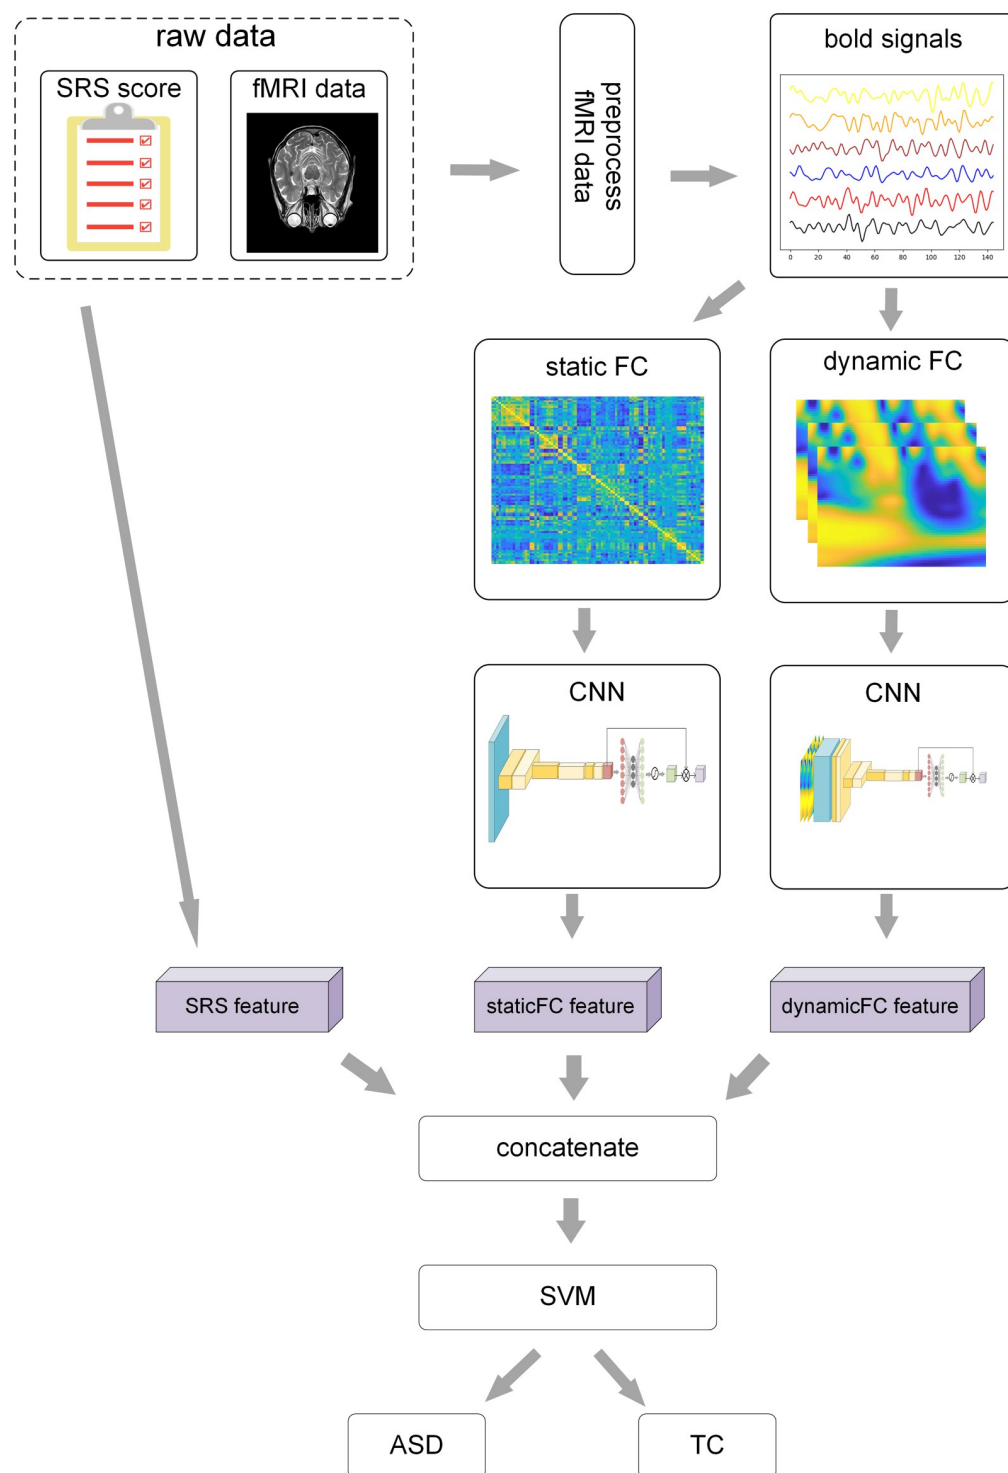 raw data
SRS score
fMRI data
preprocess
fMRI data
bold signals
0 20 40 60 80 100 120 140
static FC
dynamic FC
CNN
CNN
SRS feature
staticFC feature
dynamicFC feature
concatenate
SVM
ASD
TC